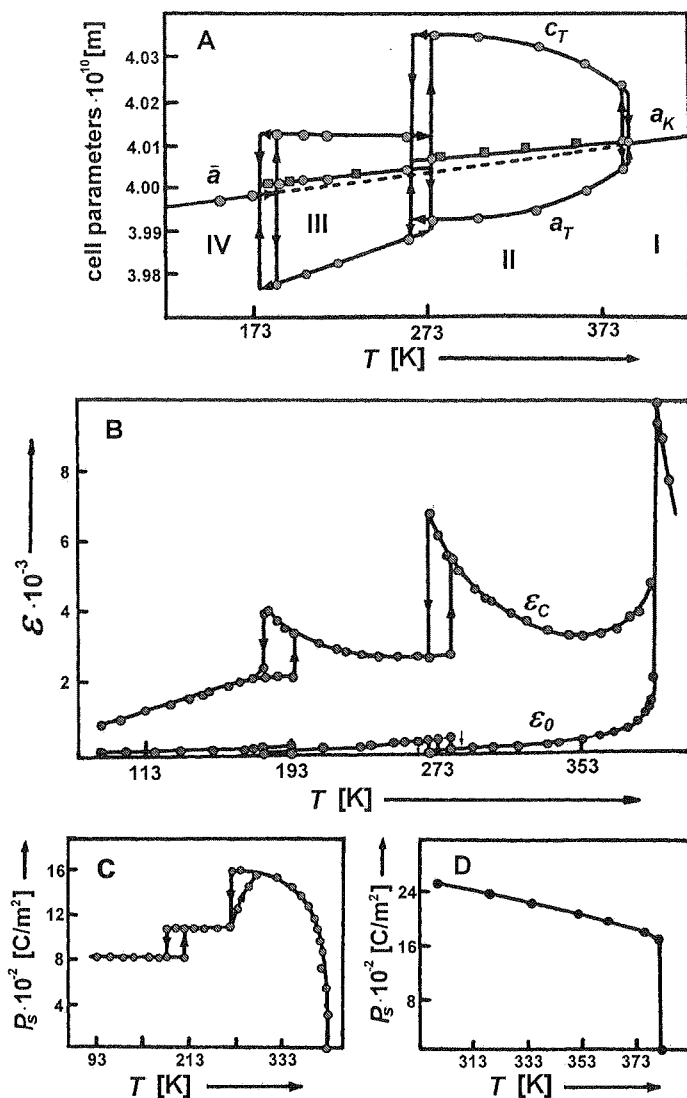 A
cell parameters·10¹⁰[m]
4.03
4.02
4.01
4.00
3.99
3.98
c_T
a_K
ā
a_T
IV
III
II
I
173
273
373
T [K]
B
ε·10⁻³
8
6
4
2
ε_C
ε_0
113
193
273
353
T [K]
C
P_s·10⁻² [C/m²]
16
12
8
4
93
213
333
T [K]
D
P_s·10⁻² [C/m²]
24
16
8
313
333
353
373
T [K]